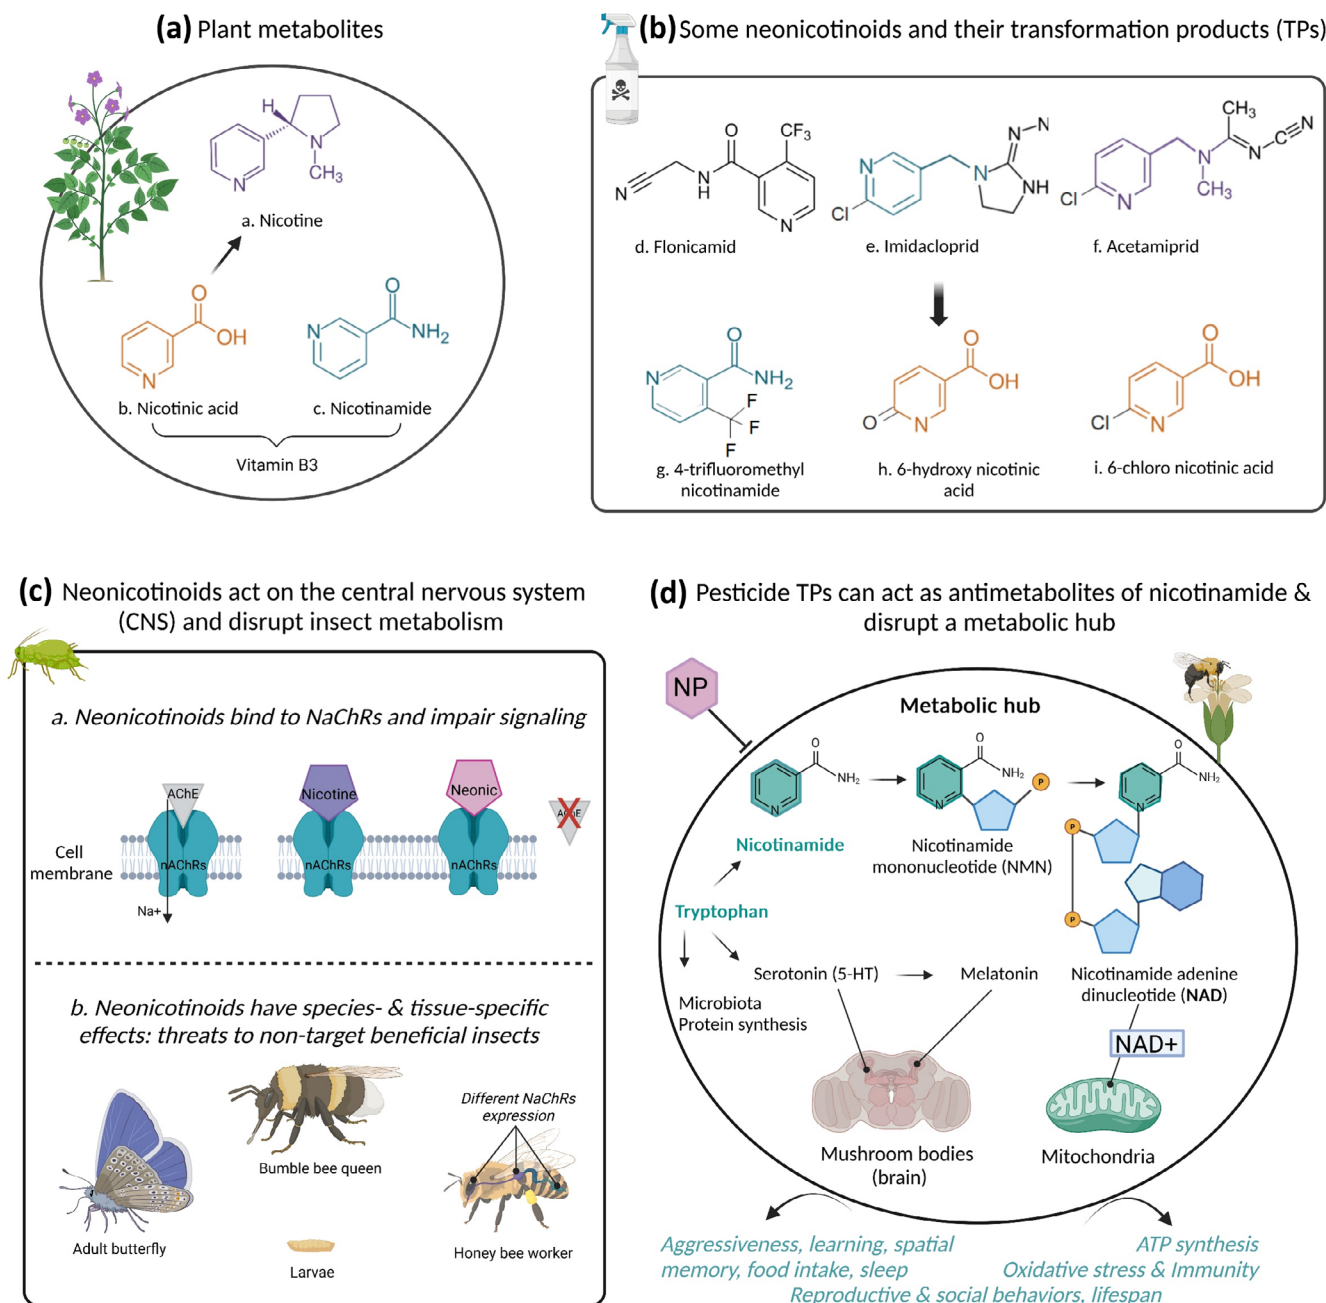 (a) Plant metabolites
H
N
N
CH3
a. Nicotine
O
OH
N
b. Nicotinic acid
O
N
NH2
c. Nicotinamide
Vitamin B3
(b) Some neonicotinoids and their transformation products (TPs)
O
CF3
N
N
H
N
d. Flonicamid
N
N
N
NH
Cl
N
e. Imidacloprid
CH3
N
N
N
CH3
Cl
N
f. Acetamiprid
O
N
NH2
F
F
F
g. 4-trifluoromethyl
nicotinamide
O
OH
O
N
h. 6-hydroxy nicotinic
acid
O
OH
Cl
N
i. 6-chloro nicotinic acid
(c) Neonicotinoids act on the central nervous system
(CNS) and disrupt insect metabolism
a. Neonicotinoids bind to NaChRs and impair signaling
AChE
Nicotine
Neonic
AChE
Cell
membrane
nAChRs
nAChRs
nAChRs
Na+
b. Neonicotinoids have species- & tissue-specific
effects: threats to non-target beneficial insects
Different NaChRs
expression
Bumble bee queen
Adult butterfly
Larvae
Honey bee worker
(d) Pesticide TPs can act as antimetabolites of nicotinamide &
disrupt a metabolic hub
NP
Metabolic hub
O
NH2
N
Nicotinamide
O
NH2
N
P
Nicotinamide
mononucleotide (NMN)
O
NH2
N
P
P
Nicotinamide adenine
dinucleotide (NAD)
Tryptophan
Serotonin (5-HT)
Melatonin
Microbiota
Protein synthesis
NAD+
Mushroom bodies
(brain)
Mitochondria
Aggressiveness, learning, spatial
memory, food intake, sleep
ATP synthesis
Oxidative stress & Immunity
Reproductive & social behaviors, lifespan